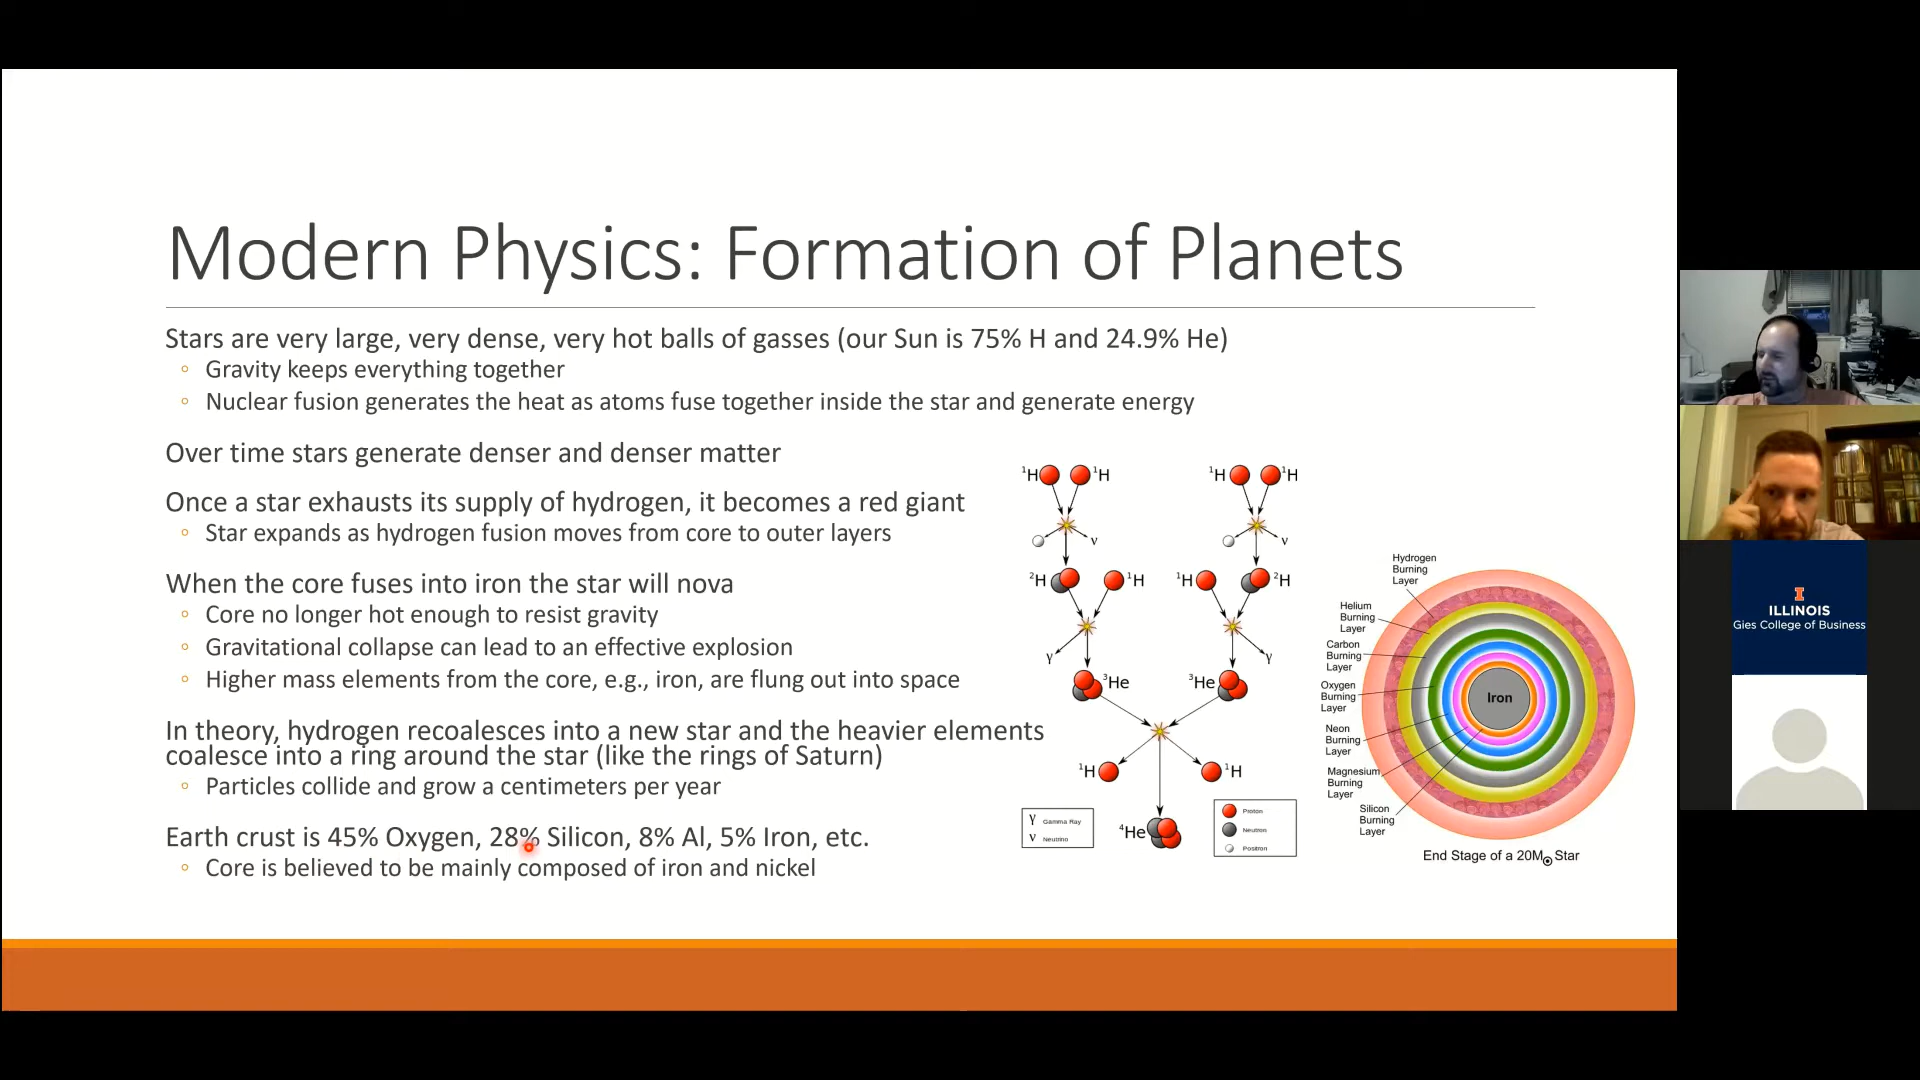 Modern Physics: Formation of Planets
Stars are very large, very dense, very hot balls of gasses (our Sun is 75% H and 24.9% He)
◦ Gravity keeps everything together
◦ Nuclear fusion generates the heat as atoms fuse together inside the star and generate energy
Over time stars generate denser and denser matter
Once a star exhausts its supply of hydrogen, it becomes a red giant
◦ Star expands as hydrogen fusion moves from core to outer layers
When the core fuses into iron the star will nova
◦ Core no longer hot enough to resist gravity
◦ Gravitational collapse can lead to an effective explosion
◦ Higher mass elements from the core, e.g., iron, are flung out into space
In theory, hydrogen recoalesces into a new star and the heavier elements
coalesce into a ring around the star (like the rings of Saturn)
◦ Particles collide and grow a centimeters per year
Earth crust is 45% Oxygen, 28% Silicon, 8% Al, 5% Iron, etc.
◦ Core is believed to be mainly composed of iron and nickel
¹H ¹H ¹H ¹H
ν ν
²H ¹H ¹H ²H
γ γ
³He ³He
¹H ¹H
⁴He
γ Gamma Ray
ν Neutrino
Proton
Neutron
Positron
Hydrogen
Burning
Layer
Helium
Burning
Layer
Carbon
Burning
Layer
Oxygen
Burning
Layer
Neon
Burning
Layer
Magnesium
Burning
Layer
Silicon
Burning
Layer
Iron
End Stage of a 20M☉ Star
I
ILLINOIS
Gies College of Business